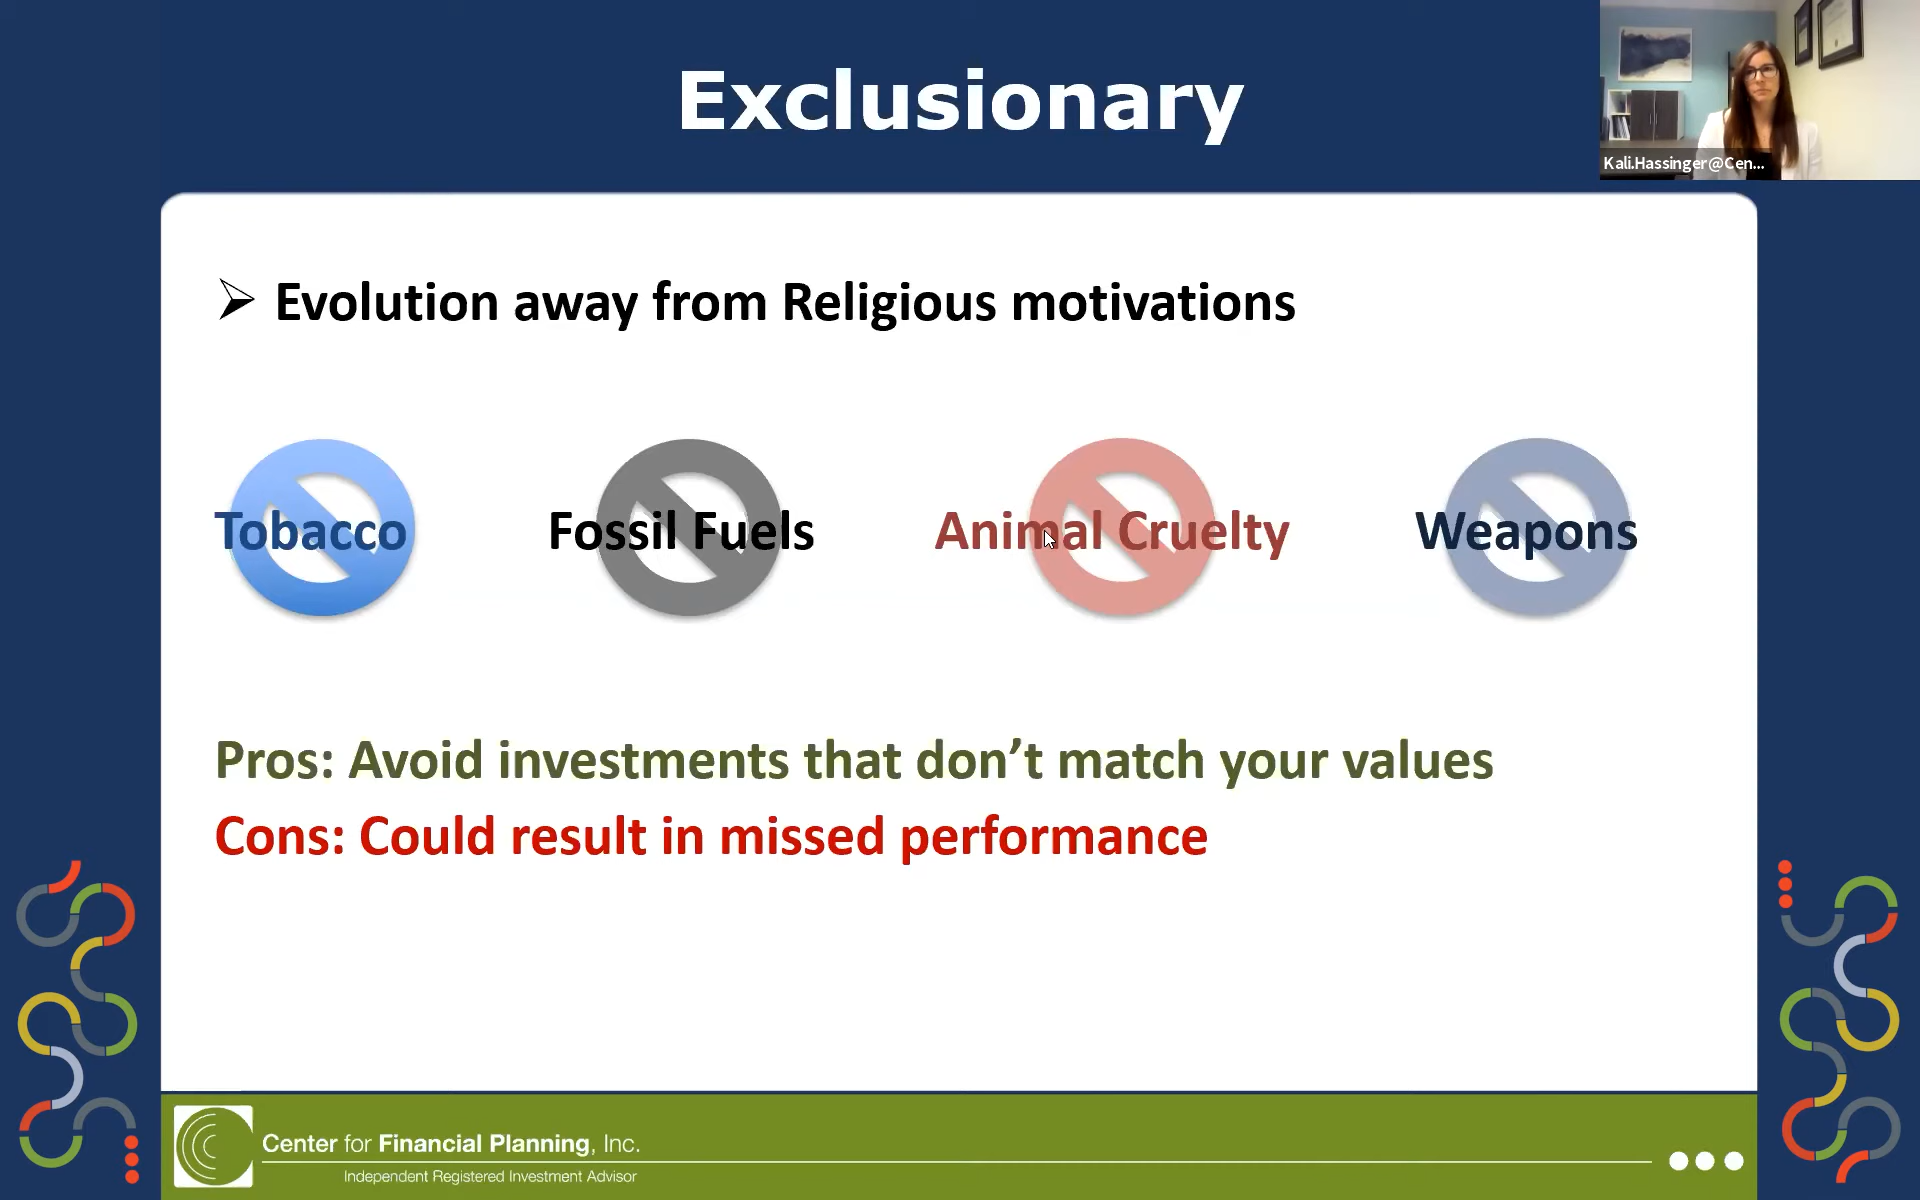 Exclusionary
Kali.Hassinger@Cen...
➢ Evolution away from Religious motivations
Tobacco
Fossil Fuels
Animal Cruelty
Weapons
Pros: Avoid investments that don’t match your values
Cons: Could result in missed performance
Center for Financial Planning, Inc.
Independent Registered Investment Advisor